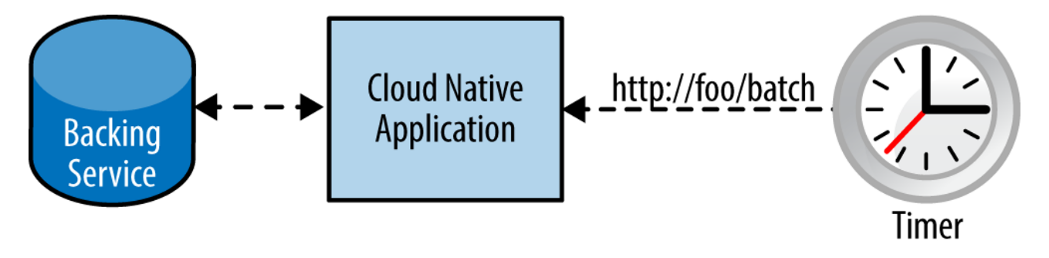 Backing
Service
Cloud Native
Application
http://foo/batch
Timer